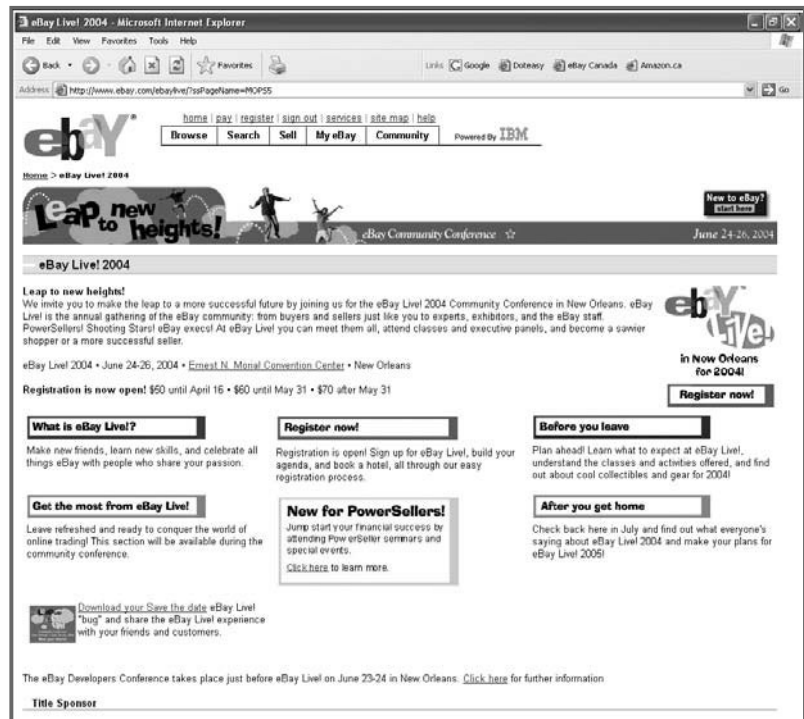 eBay Live! 2004 - Microsoft Internet Explorer
File Edit View Favorites Tools Help
Back Favorites Links Google Doteasy eBay Canada Amazon.ca
Address http://www.ebay.com/ebaylive/?ssPageName=MOPS5 Go
ebay
home | pay | register | sign out | services | site map | help
Browse Search Sell My eBay Community Powered By IBM
Home > eBay Live! 2004
Leap to new heights!
New to eBay?
start here
eBay Community Conference June 24-26, 2004
eBay Live! 2004
Leap to new heights!
We invite you to make the leap to a more successful future by joining us for the eBay Live! 2004 Community Conference in New Orleans. eBay
Live! is the annual gathering of the eBay community: from buyers and sellers just like you to experts, exhibitors, and the eBay staff.
PowerSellers! Shooting Stars! eBay execs! At eBay Live! you can meet them all, attend classes and executive panels, and become a savvier
shopper or a more successful seller.
eBay Live! 2004 • June 24-26, 2004 • Ernest N. Morial Convention Center • New Orleans
Registration is now open! $50 until April 16 • $60 until May 31 • $70 after May 31
ebay Live!
in New Orleans
for 2004!
Register now!
What is eBay Live!?
Make new friends, learn new skills, and celebrate all
things eBay with people who share your passion.
Register now!
Registration is open! Sign up for eBay Live!, build your
agenda, and book a hotel, all through our easy
registration process.
Before you leave
Plan ahead! Learn what to expect at eBay Live!,
understand the classes and activities offered, and find
out about cool collectibles and gear for 2004!
Get the most from eBay Live!
Leave refreshed and ready to conquer the world of
online trading! This section will be available during the
community conference.
New for PowerSellers!
Jump start your financial success by
attending PowerSeller seminars and
special events.
Click here to learn more.
After you get home
Check back here in July and find out what everyone's
saying about eBay Live! 2004 and make your plans for
eBay Live! 2005!
Download your Save the date eBay Live!
"bug" and share the eBay Live! experience
with your friends and customers.
The eBay Developers Conference takes place just before eBay Live! on June 23-24 in New Orleans. Click here for further information
Title Sponsor